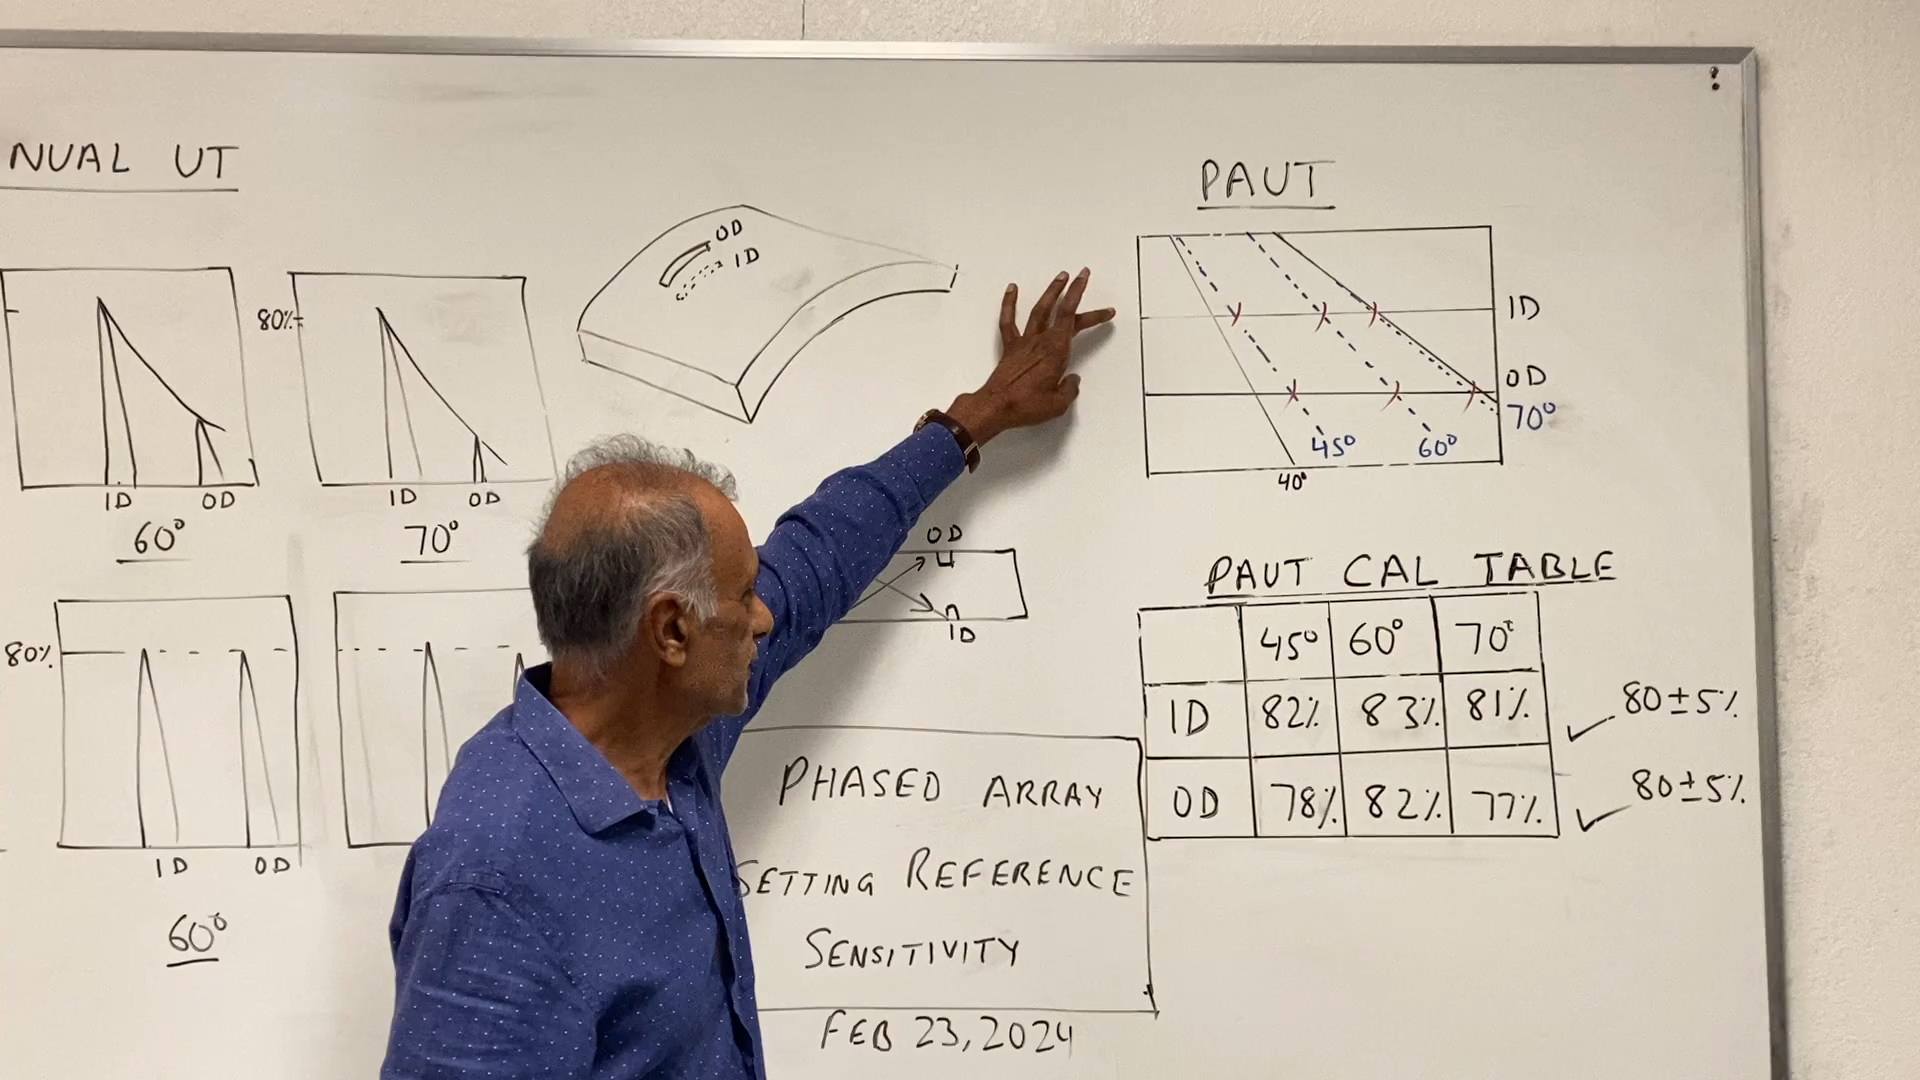 NUAL UT
ID
OD
60°
80%
ID
OD
70°
80%
ID
OD
60°
OD
ID
OD
ID
PHASED ARRAY
SETTING REFERENCE
SENSITIVITY
FEB 23, 2024
PAUT
ID
OD
70°
45°
60°
40°
PAUT CAL TABLE
45° 60° 70°
ID 82% 83% 81% 80±5%
OD 78% 82% 77% 80±5%